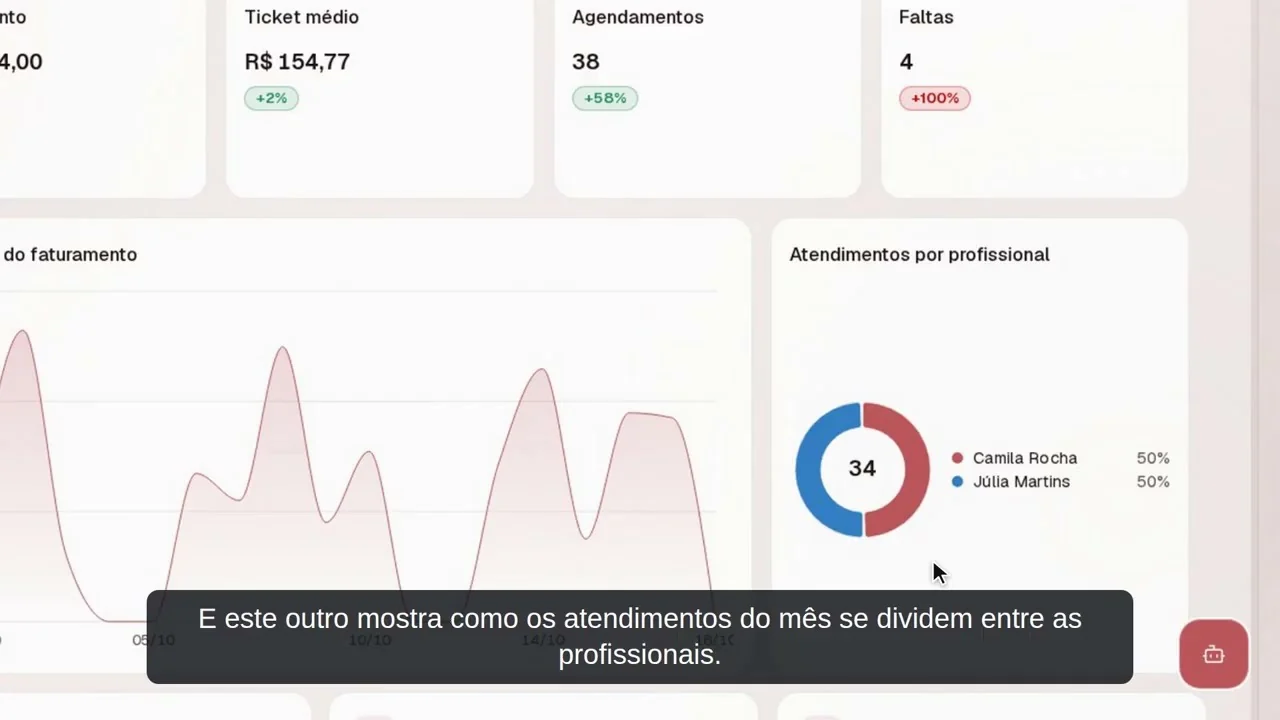 nto
Ticket médio
Agendamentos
Faltas
4,00
R$ 154,77
38
4
+2%
+58%
+100%
do faturamento
Atendimentos por profissional
34
Camila Rocha 50%
Júlia Martins 50%
05/10
10/10
14/10
E este outro mostra como os atendimentos do mês se dividem entre as
profissionais.